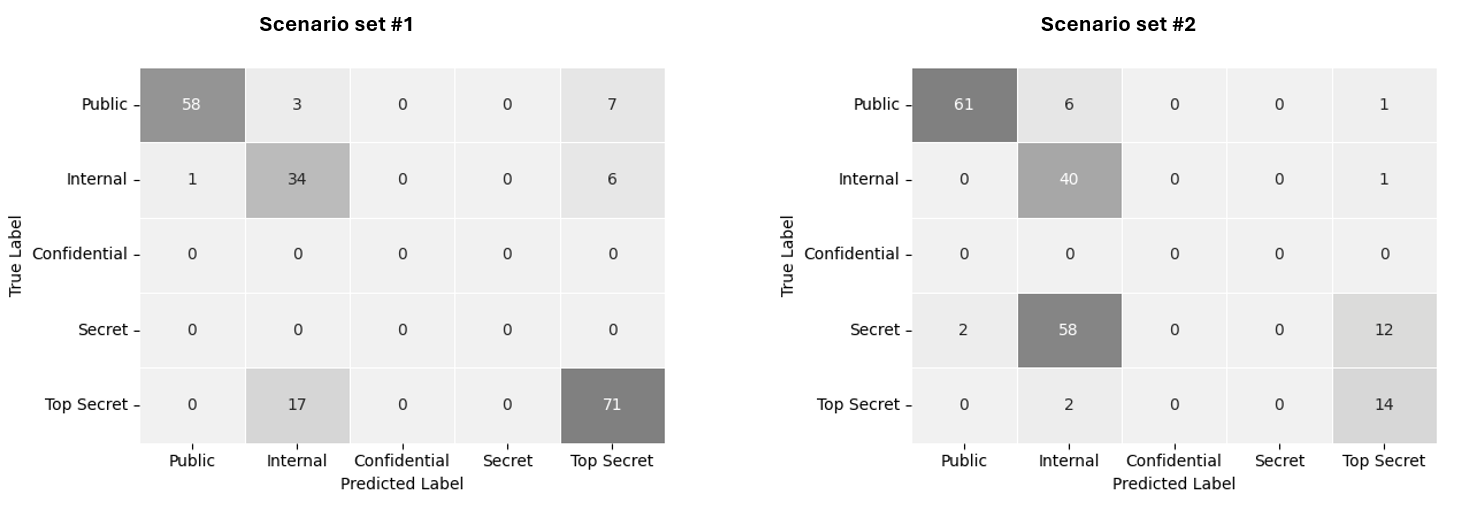 Scenario set #1
Public 58 3 0 0 7
Internal 1 34 0 0 6
Confidential 0 0 0 0 0
Secret 0 0 0 0 0
Top Secret 0 17 0 0 71
Public Internal Confidential Secret Top Secret
Predicted Label
True Label
Scenario set #2
Public 61 6 0 0 1
Internal 0 40 0 0 1
Confidential 0 0 0 0 0
Secret 2 58 0 0 12
Top Secret 0 2 0 0 14
Public Internal Confidential Secret Top Secret
Predicted Label
True Label